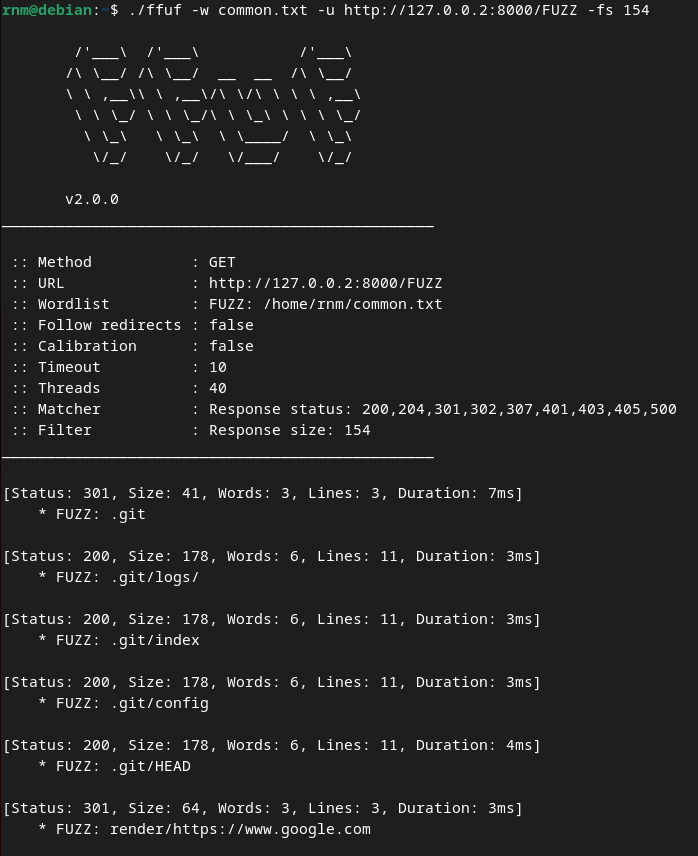 rnm@debian:~$ ./ffuf -w common.txt -u http://127.0.0.2:8000/FUZZ -fs 154
        /'___\  /'___\           /'___\
       /\ \__/ /\ \__/  __  __  /\ \__/
       \ \ ,__\\ \ ,__\/\ \/\ \ \ \ ,__\
        \ \ \_/ \ \ \_/\ \ \_\ \ \ \ \_/
         \ \_\   \ \_\  \ \____/  \ \_\
          \/_/    \/_/   \/___/    \/_/
       v2.0.0
________________________________________________
 :: Method           : GET
 :: URL              : http://127.0.0.2:8000/FUZZ
 :: Wordlist         : FUZZ: /home/rnm/common.txt
 :: Follow redirects : false
 :: Calibration      : false
 :: Timeout          : 10
 :: Threads          : 40
 :: Matcher          : Response status: 200,204,301,302,307,401,403,405,500
 :: Filter           : Response size: 154
________________________________________________
[Status: 301, Size: 41, Words: 3, Lines: 3, Duration: 7ms]
    * FUZZ: .git
[Status: 200, Size: 178, Words: 6, Lines: 11, Duration: 3ms]
    * FUZZ: .git/logs/
[Status: 200, Size: 178, Words: 6, Lines: 11, Duration: 3ms]
    * FUZZ: .git/index
[Status: 200, Size: 178, Words: 6, Lines: 11, Duration: 3ms]
    * FUZZ: .git/config
[Status: 200, Size: 178, Words: 6, Lines: 11, Duration: 4ms]
    * FUZZ: .git/HEAD
[Status: 301, Size: 64, Words: 3, Lines: 3, Duration: 3ms]
    * FUZZ: render/https://www.google.com